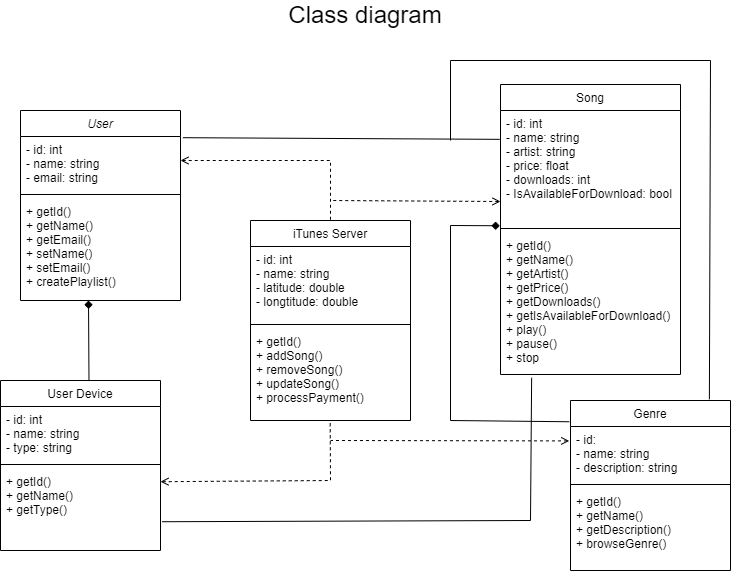 Class diagram
User
- id: int
- name: string
- email: string
+ getId()
+ getName()
+ getEmail()
+ setName()
+ setEmail()
+ createPlaylist()
Song
- id: int
- name: string
- artist: string
- price: float
- downloads: int
- IsAvailableForDownload: bool
+ getId()
+ getName()
+ getArtist()
+ getPrice()
+ getDownloads()
+ getIsAvailableForDownload()
+ play()
+ pause()
+ stop
iTunes Server
- id: int
- name: string
- latitude: double
- longtitude: double
+ getId()
+ addSong()
+ removeSong()
+ updateSong()
+ processPayment()
User Device
- id: int
- name: string
- type: string
+ getId()
+ getName()
+ getType()
Genre
- id:
- name: string
- description: string
+ getId()
+ getName()
+ getDescription()
+ browseGenre()